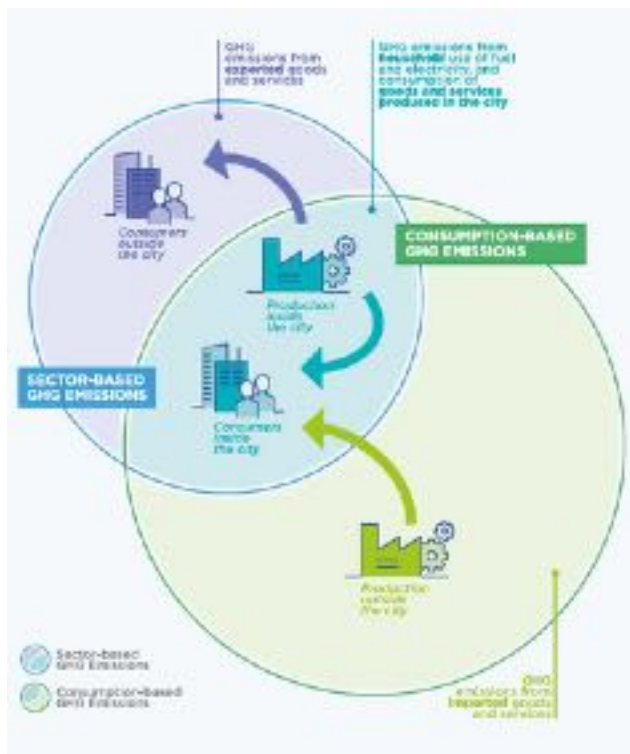 GHG
emissions from
exported goods
and services
GHG emissions from
household use of fuel
and electricity, and
consumption of
goods and services
produced in the city
Consumers
outside
the city
CONSUMPTION-BASED
GHG EMISSIONS
Production
inside
the city
SECTOR-BASED
GHG EMISSIONS
Consumers
inside
the city
Production
outside
the city
Sector-based
GHG Emissions
Consumption-based
GHG Emissions
GHG
emissions from
imported goods
and services